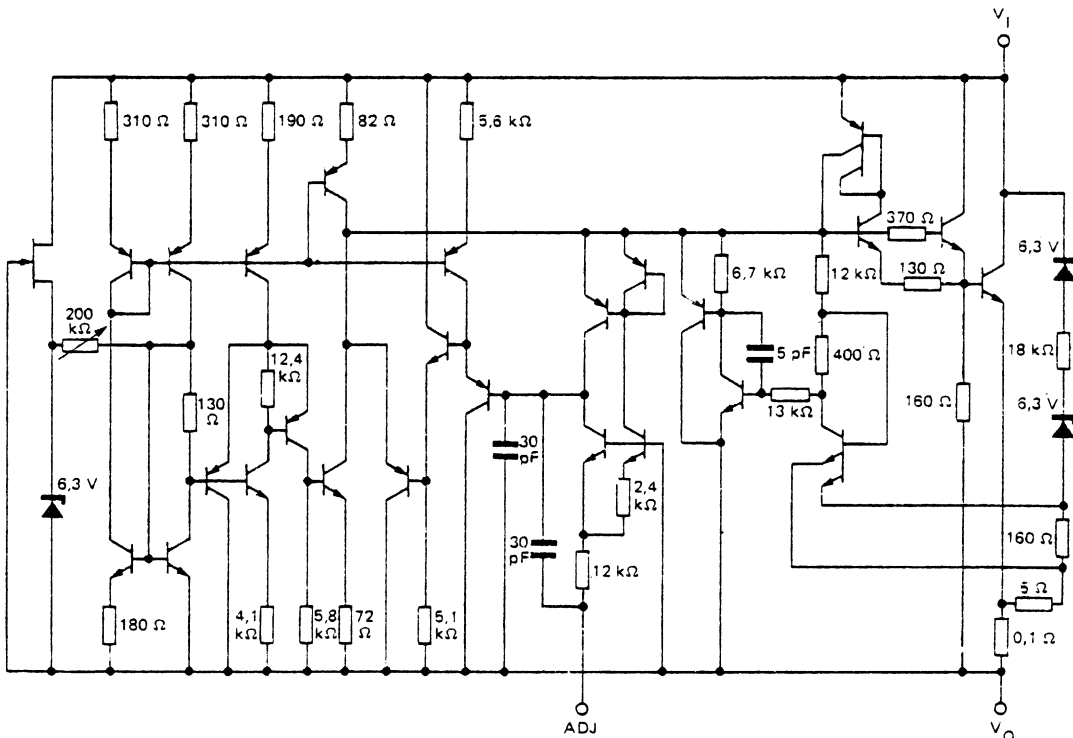 V_I
310 Ω
310 Ω
190 Ω
82 Ω
5,6 kΩ
370 Ω
6,3 V
200
kΩ
6,7 kΩ
12 kΩ
130 Ω
12,4
kΩ
5 pF
400 Ω
18 kΩ
130
Ω
13 kΩ
160 Ω
6,3 V
30
pF
6,3 V
2,4
kΩ
30
pF
12 kΩ
160 Ω
5 Ω
180 Ω
4,1
kΩ
5,8
kΩ
72
Ω
5,1
kΩ
0,1 Ω
ADJ
V_O